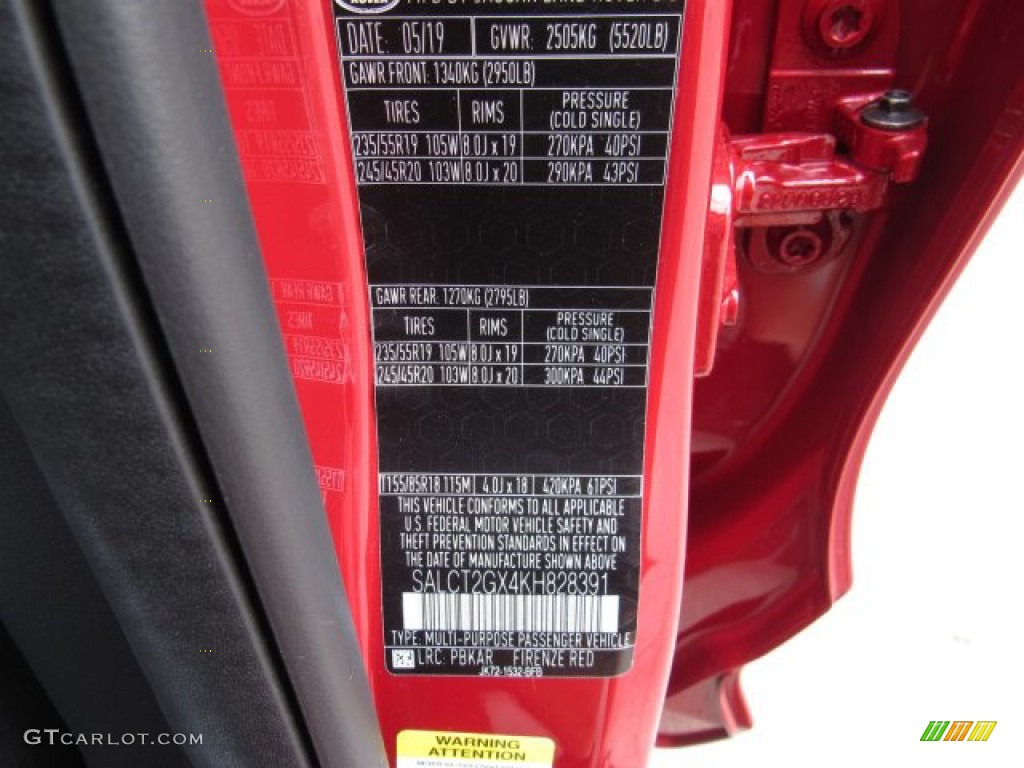 ROVER
DATE: 05/19 GVWR: 2505KG (5520LB)
GAWR FRONT: 1340KG (2950LB)
TIRES RIMS PRESSURE (COLD SINGLE)
235/55R19 105W 8.0J x 19 270KPA 40PSI
245/45R20 103W 8.0J x 20 290KPA 43PSI
GAWR REAR: 1270KG (2795LB)
TIRES RIMS PRESSURE (COLD SINGLE)
235/55R19 105W 8.0J x 19 270KPA 40PSI
245/45R20 103W 8.0J x 20 300KPA 44PSI
T155/85R18 115M 4.0J x 18 420KPA 61PSI
THIS VEHICLE CONFORMS TO ALL APPLICABLE
U.S. FEDERAL MOTOR VEHICLE SAFETY AND
THEFT PREVENTION STANDARDS IN EFFECT ON
THE DATE OF MANUFACTURE SHOWN ABOVE
SALCT2GX4KH828391
TYPE: MULTI-PURPOSE PASSENGER VEHICLE
LRC: PBKAR FIRENZE RED
JK72-1532-BFB
WARNING
ATTENTION
GTCARLOT.COM